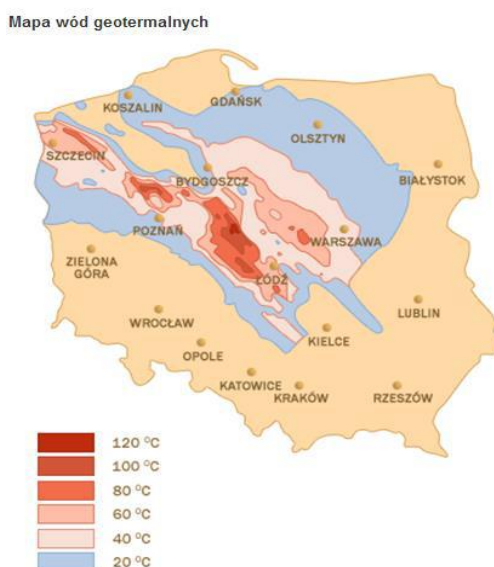 Mapa wód geotermalnych
KOSZALIN
GDAŃSK
OLSZTYN
SZCZECIN
BIAŁYSTOK
BYDGOSZCZ
POZNAŃ
WARSZAWA
ZIELONA
GÓRA
ŁÓDŹ
LUBLIN
WROCŁAW
KIELCE
OPOLE
KATOWICE
KRAKÓW
RZESZÓW
120 °C
100 °C
80 °C
60 °C
40 °C
20 °C